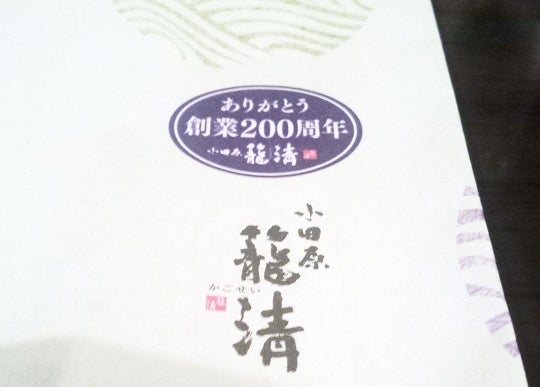 ありがとう
創業200周年
小田原 籠清
小田原
籠清
かごせい